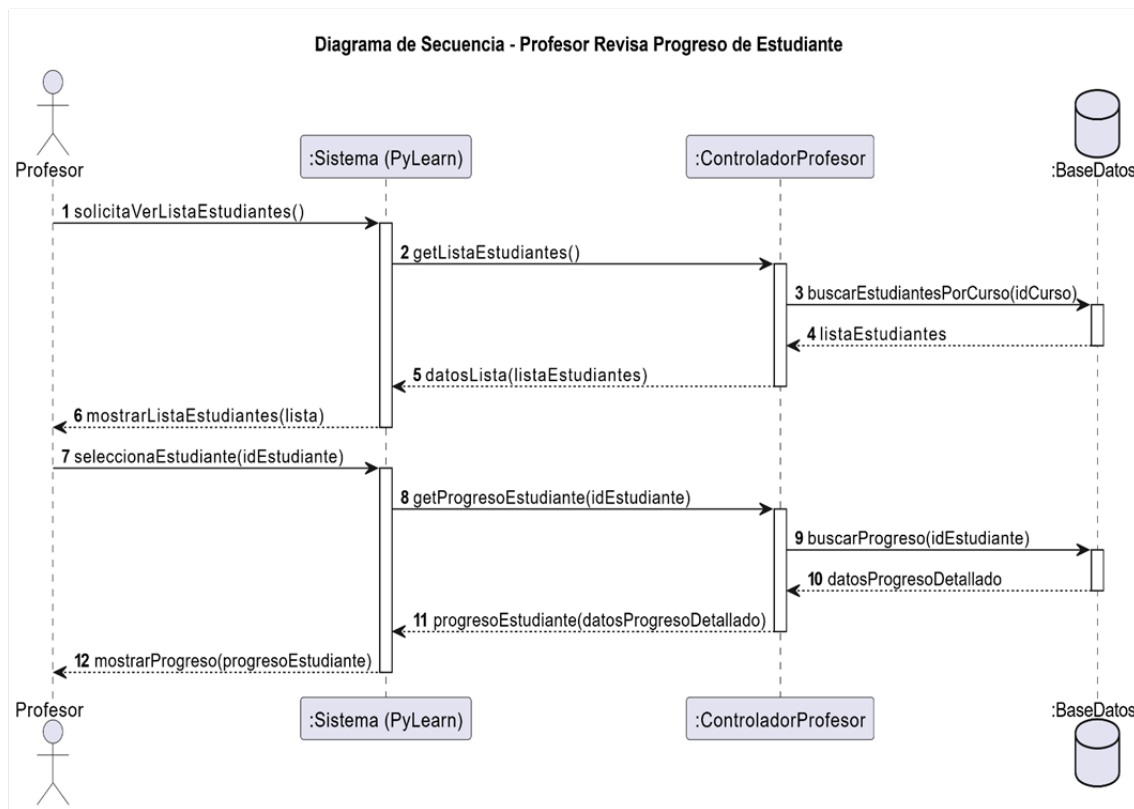 Diagrama de Secuencia - Profesor Revisa Progreso de Estudiante
Profesor
:Sistema (PyLearn)
:ControladorProfesor
:BaseDatos
1 solicitaVerListaEstudiantes()
2 getListaEstudiantes()
3 buscarEstudiantesPorCurso(idCurso)
4 listaEstudiantes
5 datosLista(listaEstudiantes)
6 mostrarListaEstudiantes(lista)
7 seleccionaEstudiante(idEstudiante)
8 getProgresoEstudiante(idEstudiante)
9 buscarProgreso(idEstudiante)
10 datosProgresoDetallado
11 progresoEstudiante(datosProgresoDetallado)
12 mostrarProgreso(progresoEstudiante)
Profesor
:Sistema (PyLearn)
:ControladorProfesor
:BaseDatos